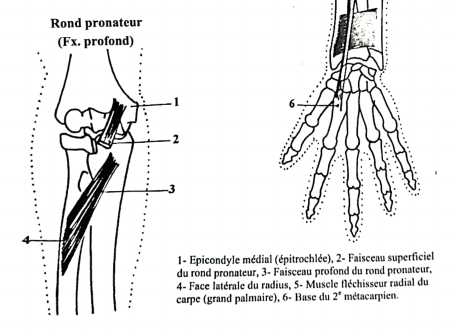 Rond pronateur
(Fx. profond)
1
2
3
4
6
1- Epicondyle médial (épitrochlée), 2- Faisceau superficiel
du rond pronateur, 3- Faisceau profond du rond pronateur,
4- Face latérale du radius, 5- Muscle fléchisseur radial du
carpe (grand palmaire), 6- Base du 2e métacarpien.